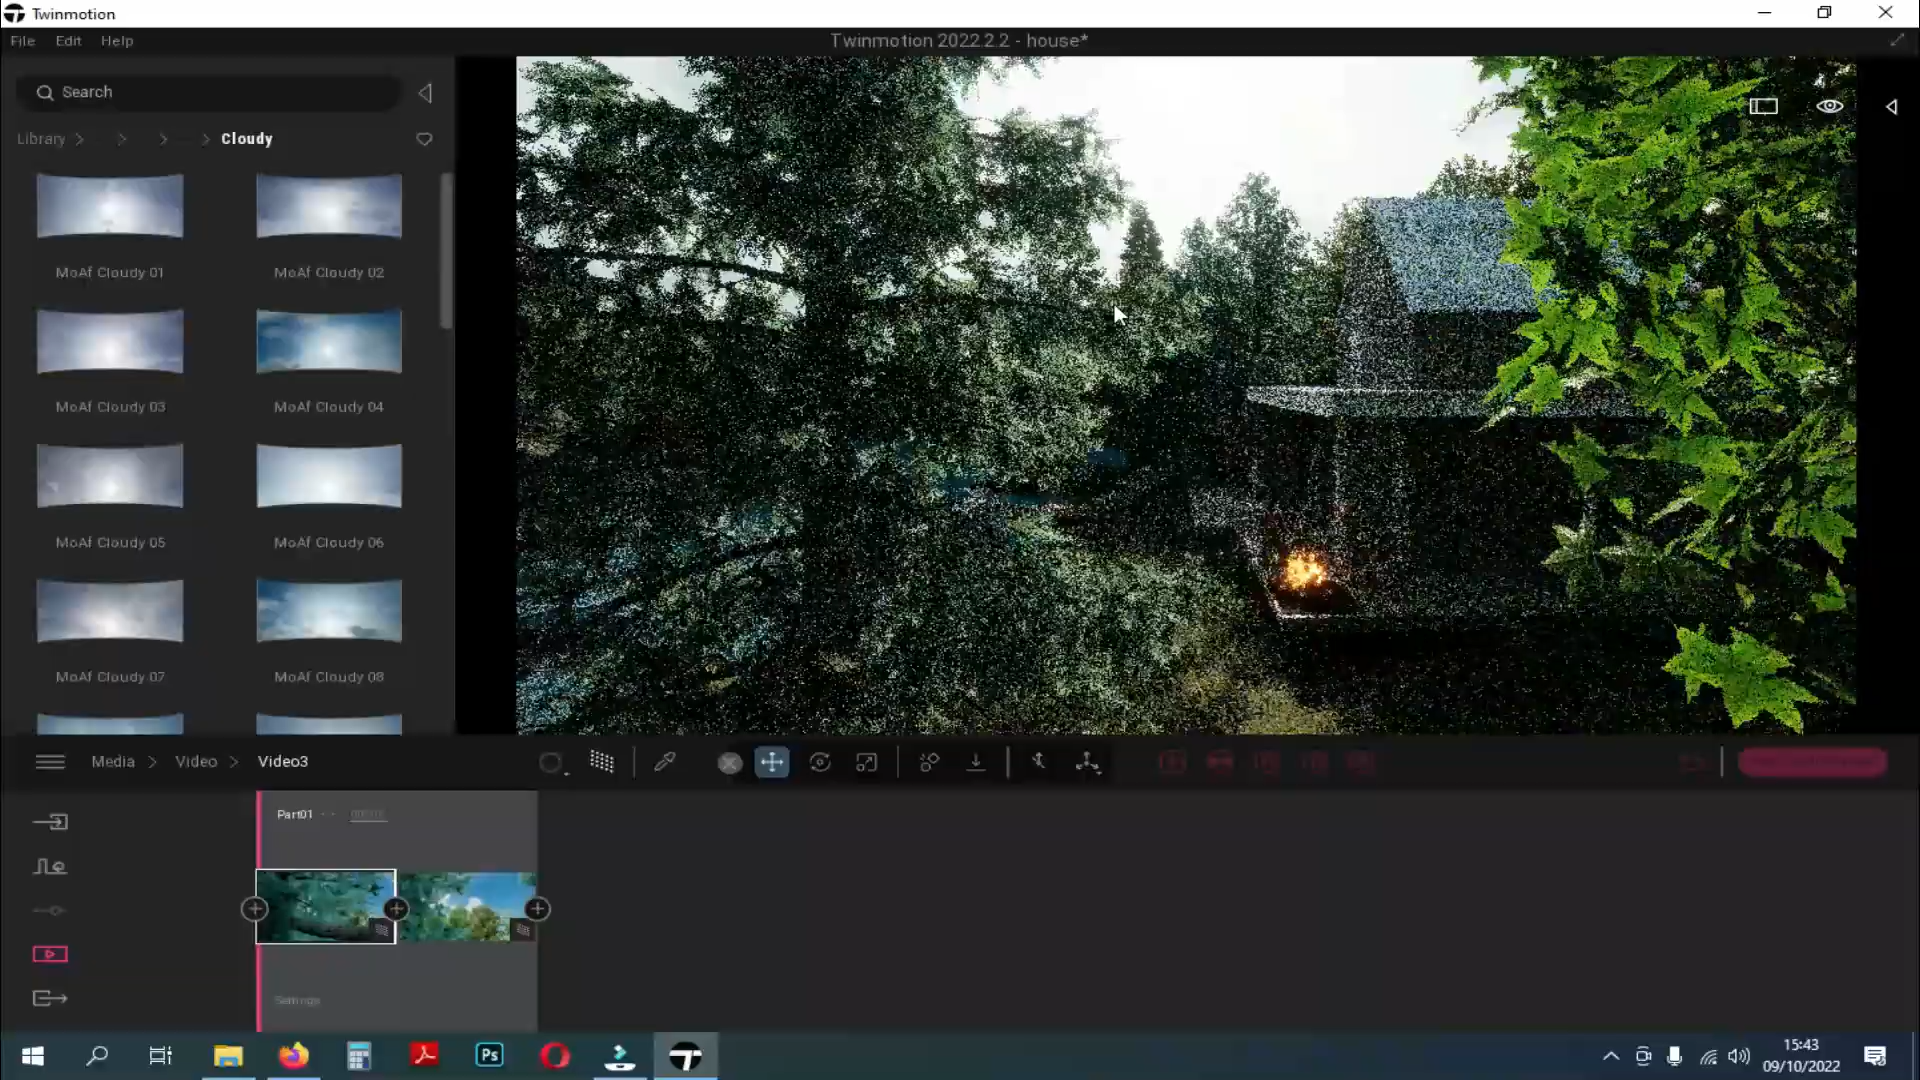 Twinmotion
File Edit Help
Twinmotion 2022.2.2 - house*
Search
Library > > > > Cloudy
MoAf Cloudy 01
MoAf Cloudy 02
MoAf Cloudy 03
MoAf Cloudy 04
MoAf Cloudy 05
MoAf Cloudy 06
MoAf Cloudy 07
MoAf Cloudy 08
Media > Video > Video3
Part01
Settings
Ps
15:43
09/10/2022